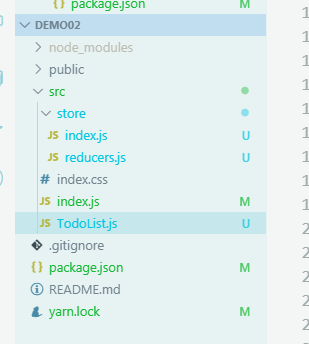 package.json
DEMO02
node_modules
public
src
store
JS index.js U
JS reducers.js U
# index.css
JS index.js M
JS TodoList.js U
.gitignore
package.json M
README.md
yarn.lock M